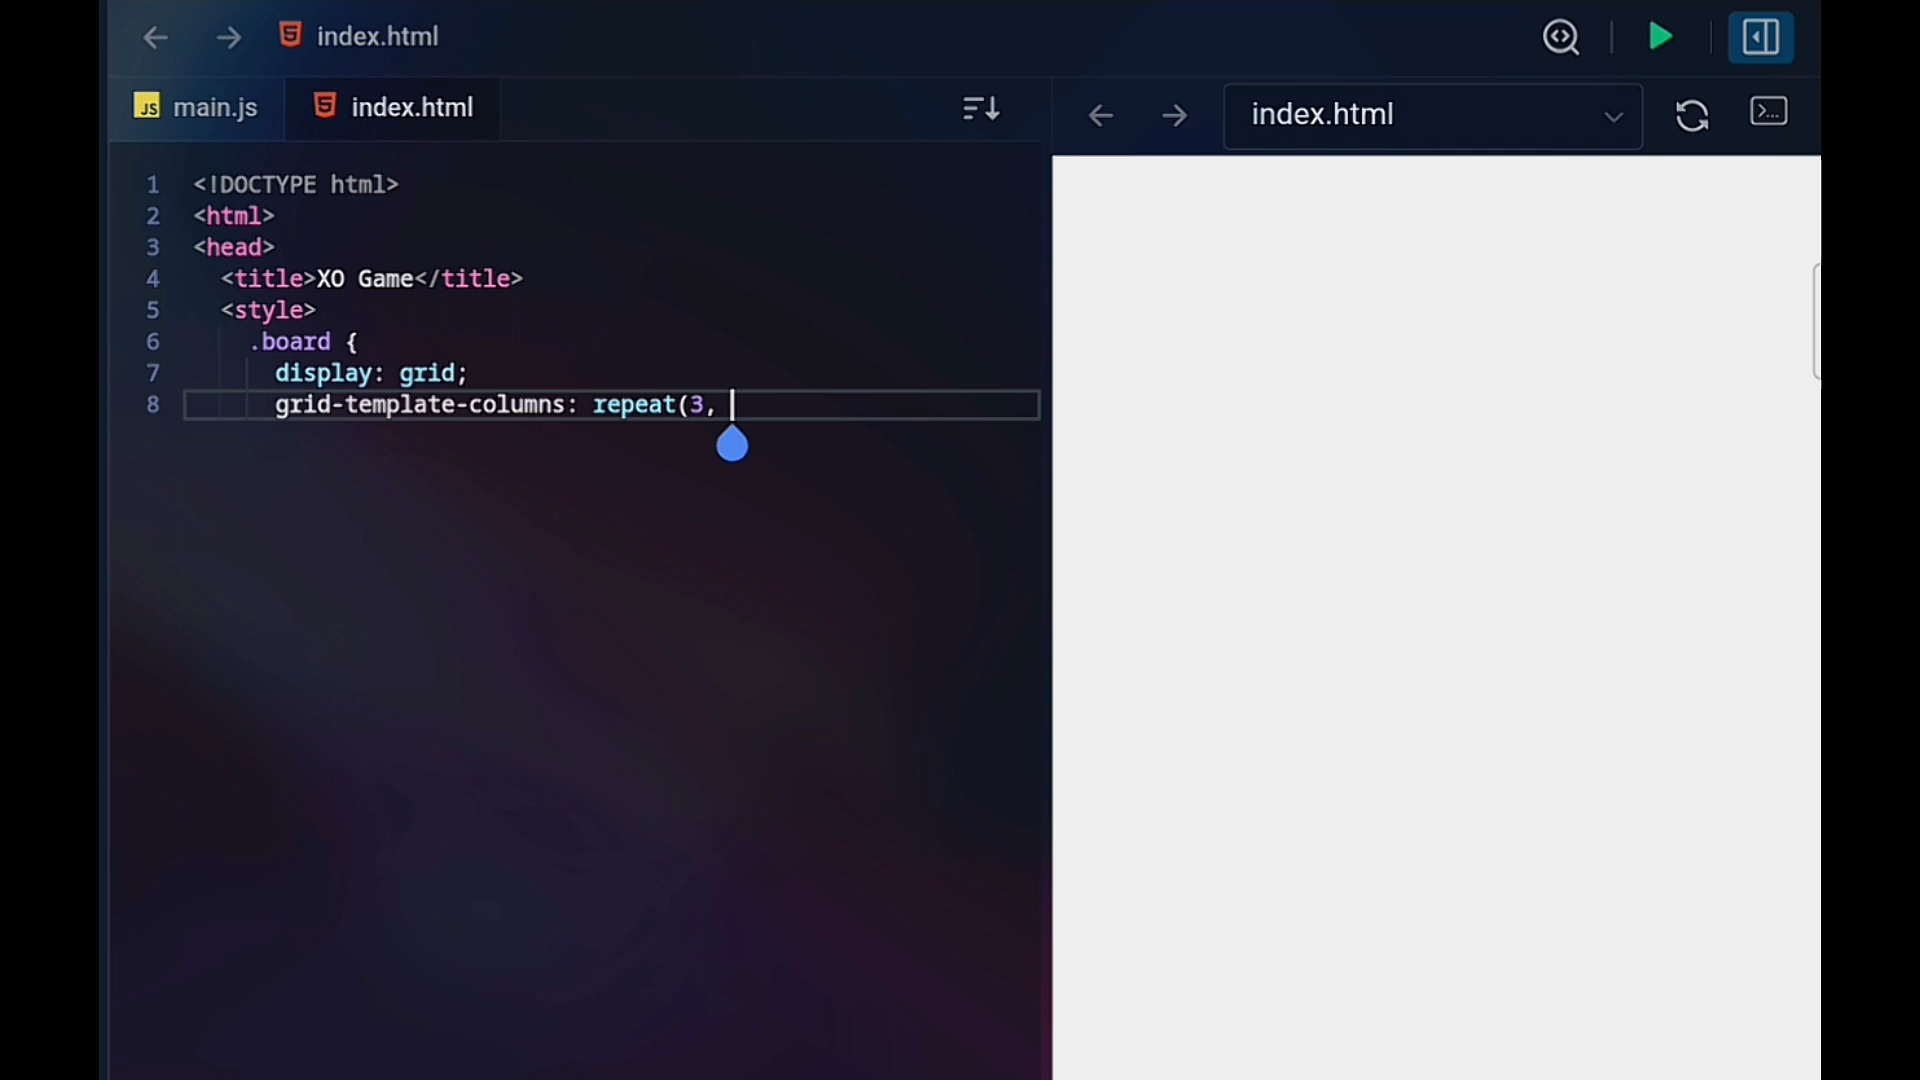 index.html
JS main.js
index.html
index.html
1 <!DOCTYPE html>
2 <html>
3 <head>
4 <title>XO Game</title>
5 <style>
6 .board {
7 display: grid;
8 grid-template-columns: repeat(3,